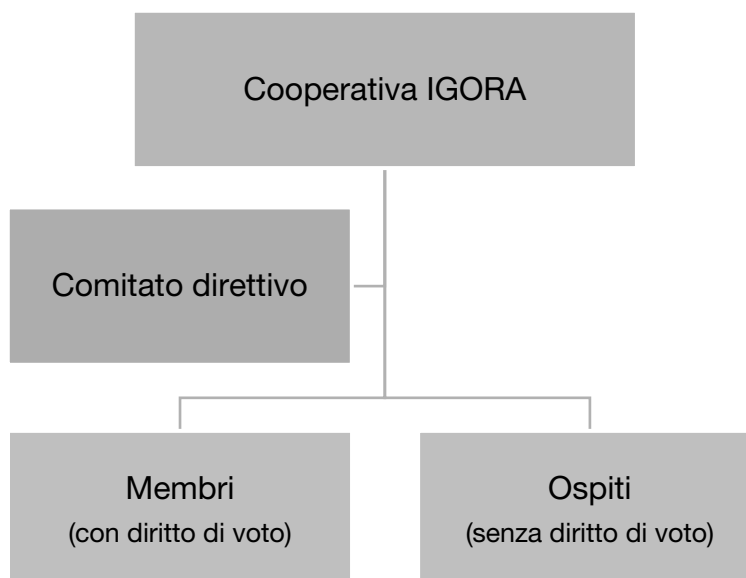 Cooperativa IGORA
Comitato direttivo
Membri
(con diritto di voto)
Ospiti
(senza diritto di voto)